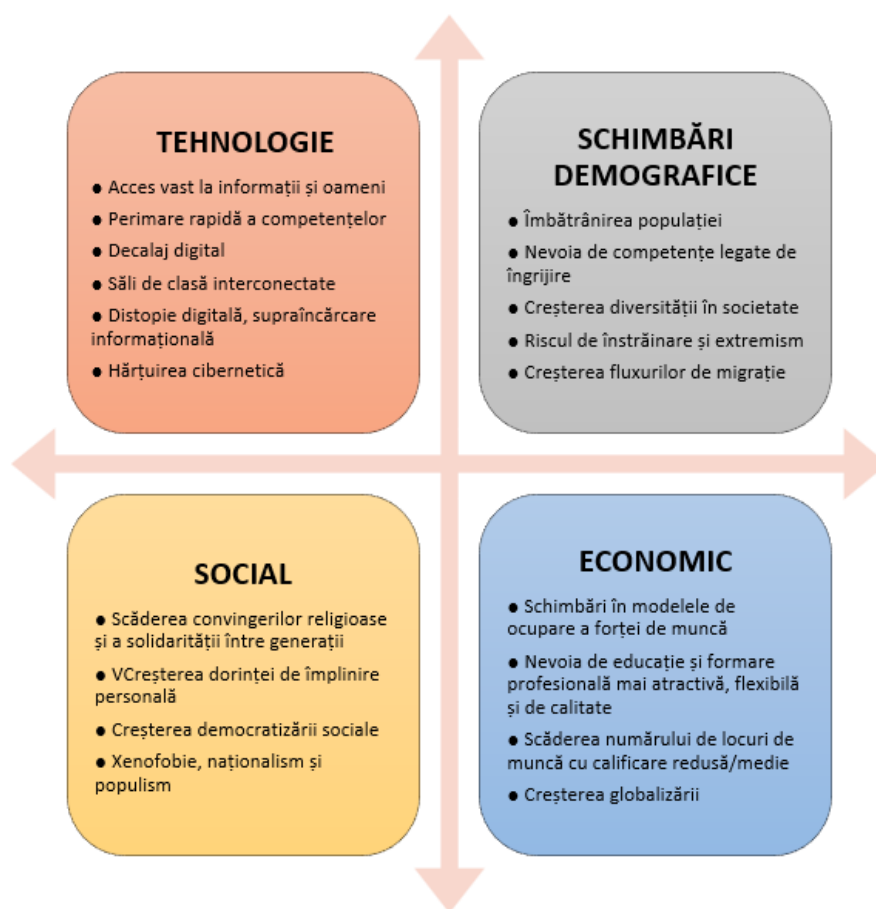 TEHNOLOGIE
● Acces vast la informații și oameni
● Perimare rapidă a competențelor
● Decalaj digital
● Săli de clasă interconectate
● Distopie digitală, supraîncărcare
informațională
● Hărțuirea cibernetică
SCHIMBĂRI
DEMOGRAFICE
● Îmbătrânirea populației
● Nevoia de competențe legate de
îngrijire
● Creșterea diversității în societate
● Riscul de înstrăinare și extremism
● Creșterea fluxurilor de migrație
SOCIAL
● Scăderea convingerilor religioase
și a solidarității între generații
● VCreșterea dorinței de împlinire
personală
● Creșterea democratizării sociale
● Xenofobie, naționalism și
populism
ECONOMIC
● Schimbări în modelele de
ocupare a forței de muncă
● Nevoia de educație și formare
profesională mai atractivă, flexibilă
și de calitate
● Scăderea numărului de locuri de
muncă cu calificare redusă/medie
● Creșterea globalizării